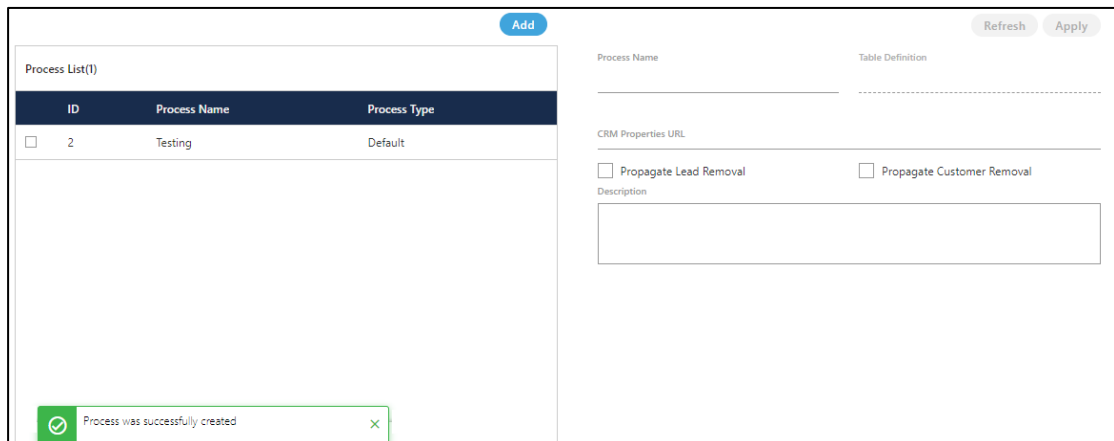 Add
Refresh Apply
Process List(1)
ID Process Name Process Type
2 Testing Default
Process Name Table Definition
CRM Properties URL
Propagate Lead Removal Propagate Customer Removal
Description
Process was successfully created